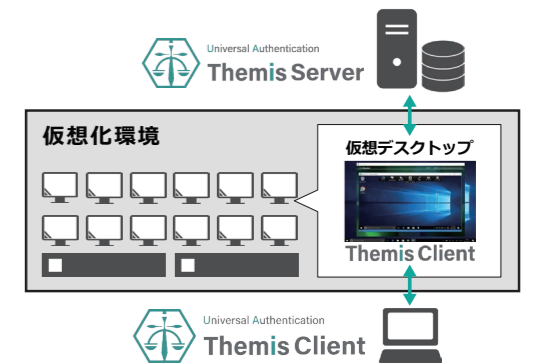 Universal Authentication
Themis Server
仮想化環境
仮想デスクトップ
Themis Client
Universal Authentication
Themis Client